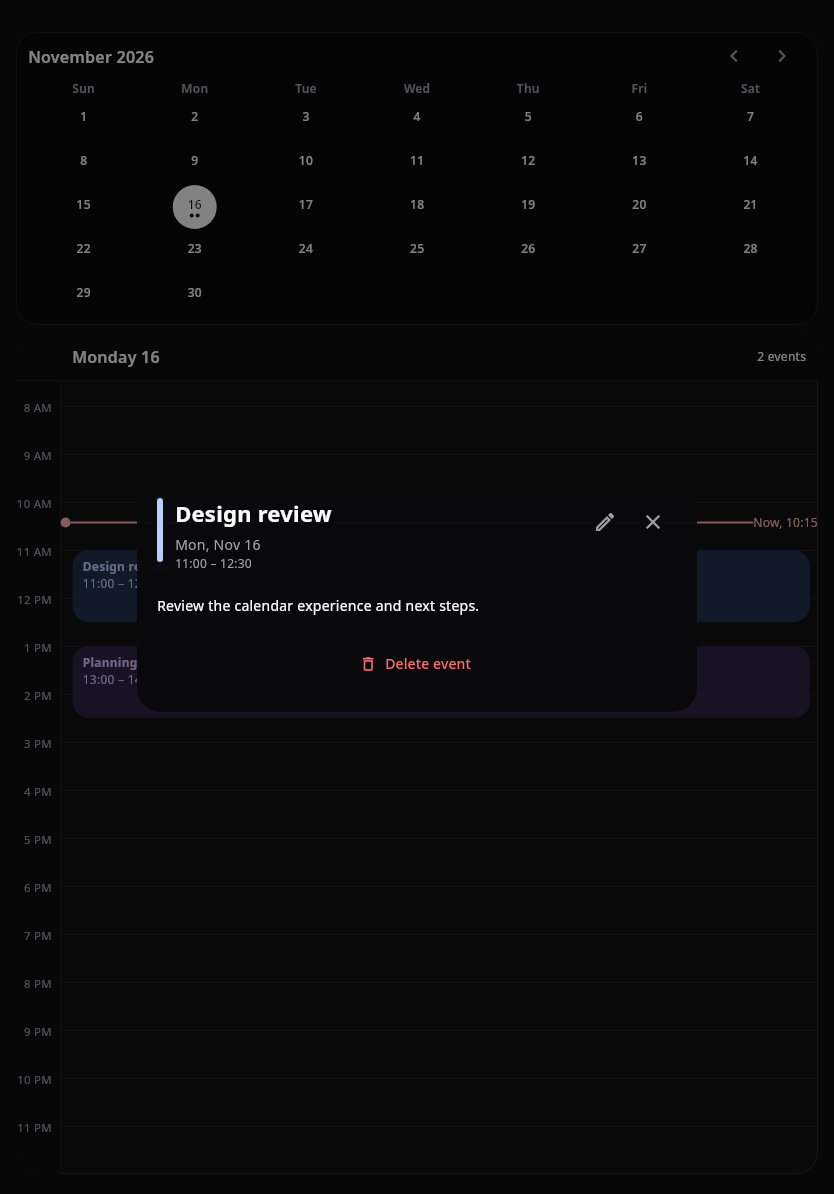 November 2026
Sun Mon Tue Wed Thu Fri Sat
1 2 3 4 5 6 7
8 9 10 11 12 13 14
15 16 17 18 19 20 21
22 23 24 25 26 27 28
29 30
Monday 16
2 events
8 AM
9 AM
10 AM
Now, 10:15
11 AM
Design re
11:00 – 12
12 PM
1 PM
Planning
13:00 – 14
2 PM
3 PM
4 PM
5 PM
6 PM
7 PM
8 PM
9 PM
10 PM
11 PM
Design review
Mon, Nov 16
11:00 – 12:30
Review the calendar experience and next steps.
Delete event